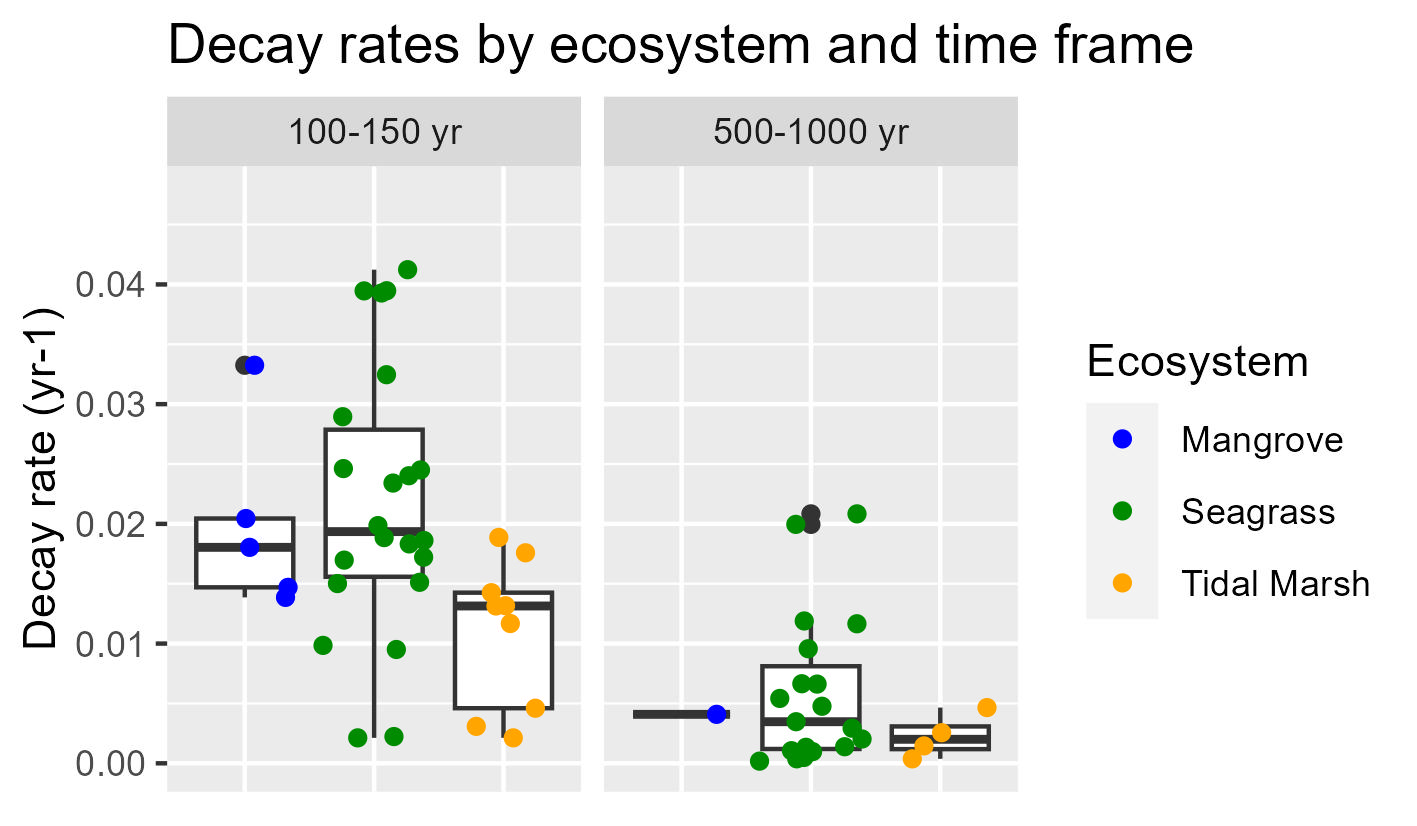 Decay rates by ecosystem and time frame
100-150 yr
500-1000 yr
Decay rate (yr-1)
0.04
0.03
0.02
0.01
0.00
Ecosystem
Mangrove
Seagrass
Tidal Marsh